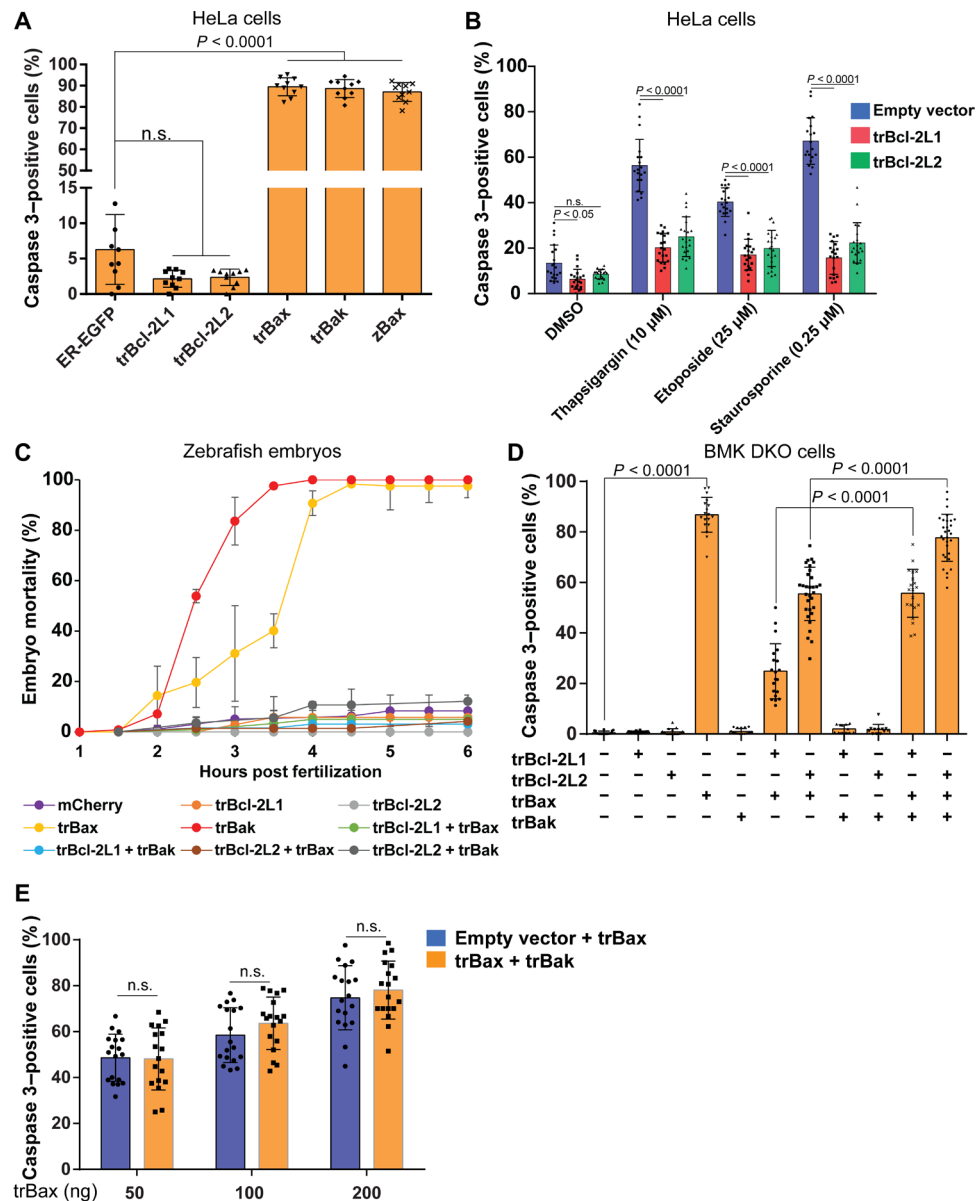 A
HeLa cells
P < 0.0001
n.s.
Caspase 3–positive cells (%)
100
90
80
70
60
50
15
10
5
0
ER-EGFP
trBcl-2L1
trBcl-2L2
trBax
trBak
zBax
B
HeLa cells
Empty vector
trBcl-2L1
trBcl-2L2
P < 0.0001
P < 0.0001
P < 0.0001
n.s.
P < 0.05
Caspase 3–positive cells (%)
100
80
60
40
20
0
DMSO
Thapsigargin (10 μM)
Etoposide (25 μM)
Staurosporine (0.25 μM)
C
Zebrafish embryos
Embryo mortality (%)
100
80
60
40
20
0
1 2 3 4 5 6
Hours post fertilization
mCherry trBcl-2L1 trBcl-2L2
trBax trBak trBcl-2L1 + trBax
trBcl-2L1 + trBak trBcl-2L2 + trBax trBcl-2L2 + trBak
D
BMK DKO cells
P < 0.0001
P < 0.0001
P < 0.0001
Caspase 3–positive cells (%)
100
80
60
40
20
0
trBcl-2L1 – + – – – + – + – + –
trBcl-2L2 – – + – – – + – + – +
trBax – – – + – + + – – + +
trBak – – – – + – – + + + +
E
Empty vector + trBax
trBax + trBak
n.s.
n.s.
n.s.
Caspase 3–positive cells (%)
100
80
60
40
20
0
trBax (ng) 50 100 200